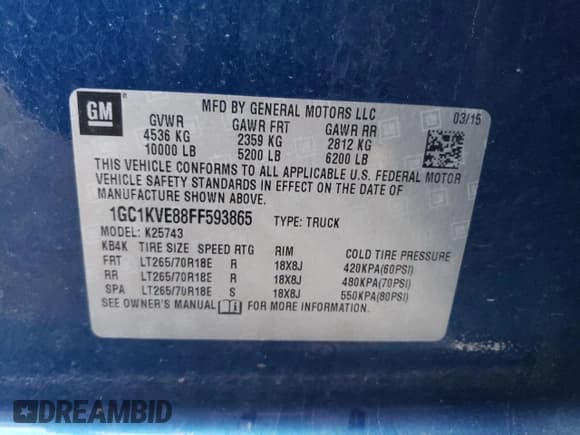 GM
MFD BY GENERAL MOTORS LLC
03/15
GVWR GAWR FRT GAWR RR
4536 KG 2359 KG 2812 KG
10000 LB 5200 LB 6200 LB
THIS VEHICLE CONFORMS TO ALL APPLICABLE U.S. FEDERAL MOTOR
VEHICLE SAFETY STANDARDS IN EFFECT ON THE DATE OF
MANUFACTURE SHOWN ABOVE.
1GC1KVE88FF593865 TYPE: TRUCK
MODEL: K25743
KB4K TIRE SIZE SPEED RTG RIM COLD TIRE PRESSURE
FRT LT265/70R18E R 18X8J 420KPA(60PSI)
RR LT265/70R18E R 18X8J 480KPA(70PSI)
SPA LT265/70R18E S 18X8J 550KPA(80PSI)
SEE OWNER'S MANUAL FOR MORE INFORMATION
DREAMBID